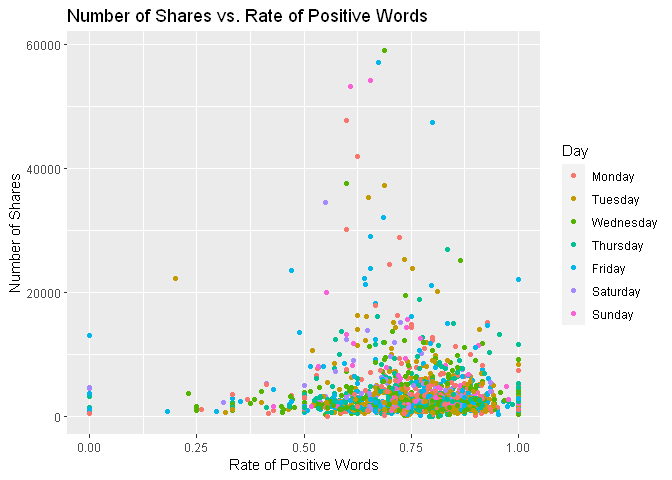 Number of Shares vs. Rate of Positive Words
60000
40000
20000
0
Number of Shares
0.00 0.25 0.50 0.75 1.00
Rate of Positive Words
Day
Monday
Tuesday
Wednesday
Thursday
Friday
Saturday
Sunday